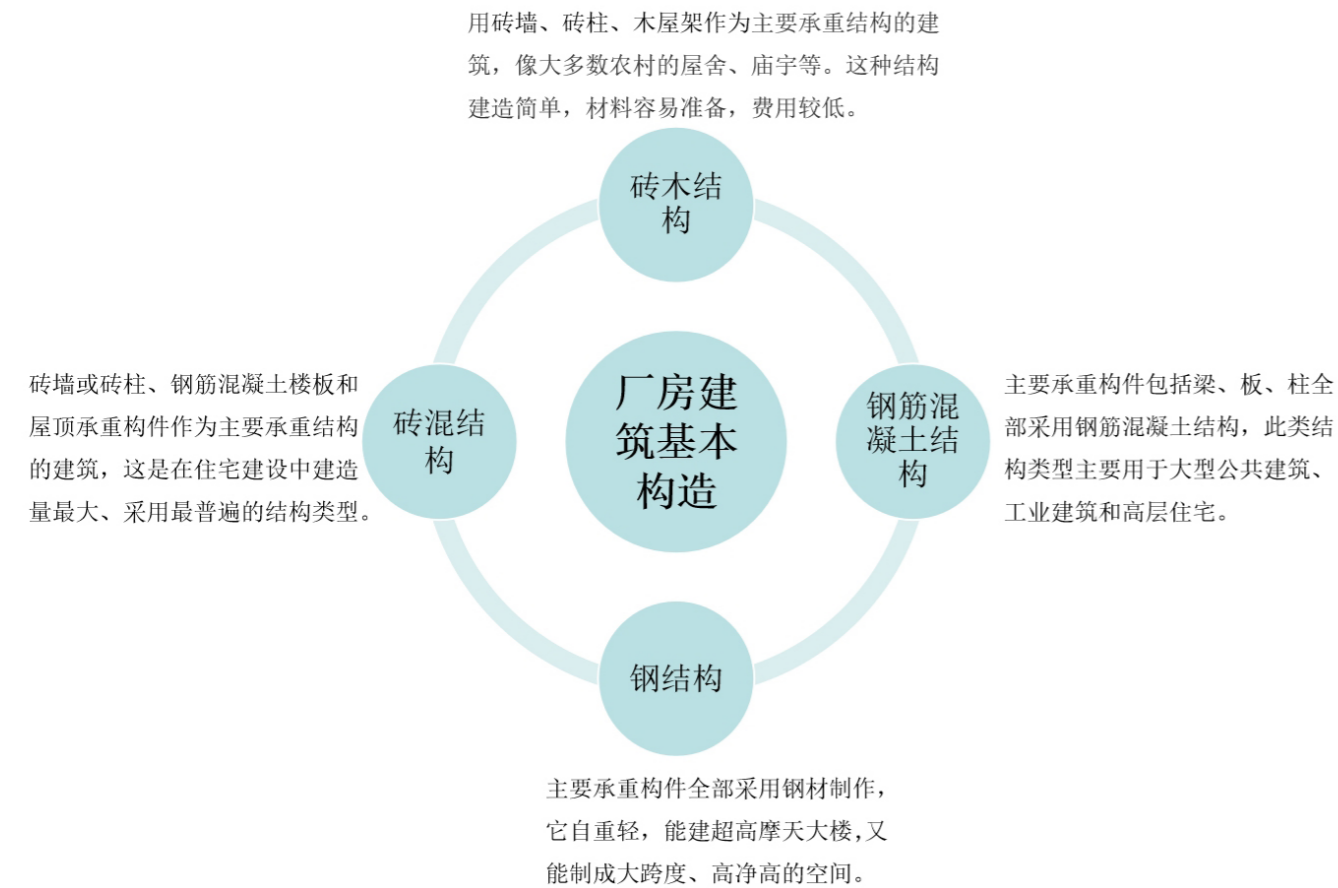 用砖墙、砖柱、木屋架作为主要承重结构的建
筑，像大多数农村的屋舍、庙宇等。这种结构
建造简单，材料容易准备，费用较低。
砖木结
构
砖墙或砖柱、钢筋混凝土楼板和
屋顶承重构件作为主要承重结构
的建筑，这是在住宅建设中建造
量最大、采用最普遍的结构类型。
砖混结
构
厂房建
筑基本
构造
钢筋混
凝土结
构
主要承重构件包括梁、板、柱全
部采用钢筋混凝土结构，此类结
构类型主要用于大型公共建筑、
工业建筑和高层住宅。
钢结构
主要承重构件全部采用钢材制作，
它自重轻，能建超高摩天大楼,又
能制成大跨度、高净高的空间。